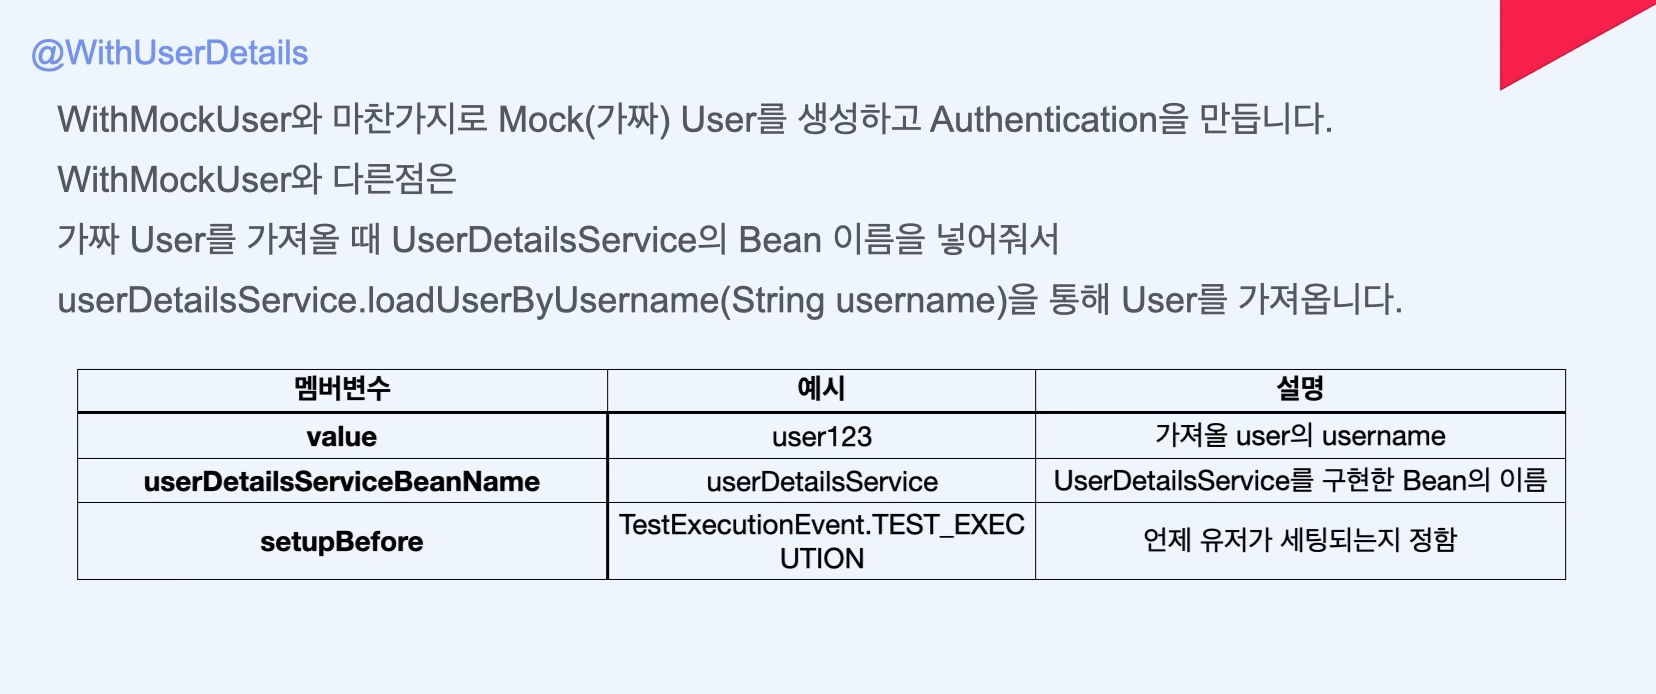 @WithUserDetails
WithMockUser와 마찬가지로 Mock(가짜) User를 생성하고 Authentication을 만듭니다.
WithMockUser와 다른점은
가짜 User를 가져올 때 UserDetailsService의 Bean 이름을 넣어줘서
userDetailsService.loadUserByUsername(String username)을 통해 User를 가져옵니다.
멤버변수 예시 설명
value user123 가져올 user의 username
userDetailsServiceBeanName userDetailsService UserDetailsService를 구현한 Bean의 이름
setupBefore TestExecutionEvent.TEST_EXEC
UTION 언제 유저가 세팅되는지 정함